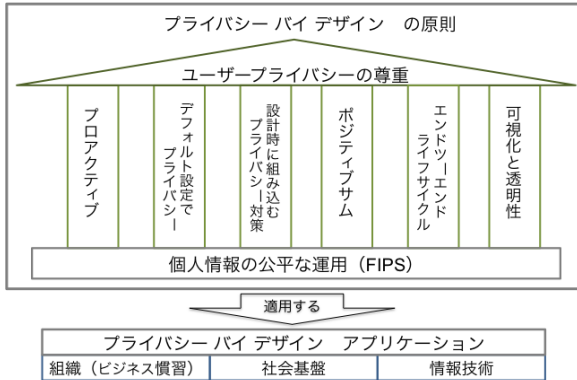 プライバシー バイ デザイン の原則
ユーザープライバシーの尊重
プロアクティブ
デフォルト設定で
プライバシー
設計時に組み込む
プライバシー対策
ポジティブサム
エンドツーエンド
ライフサイクル
可視化と透明性
個人情報の公平な運用(FIPS)
適用する
プライバシー バイ デザイン アプリケーション
組織(ビジネス慣習)
社会基盤
情報技術